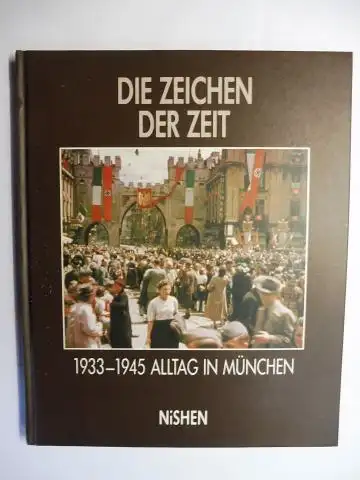 DIE ZEICHEN
DER ZEIT
1933–1945 ALLTAG IN MÜNCHEN
NiSHEN